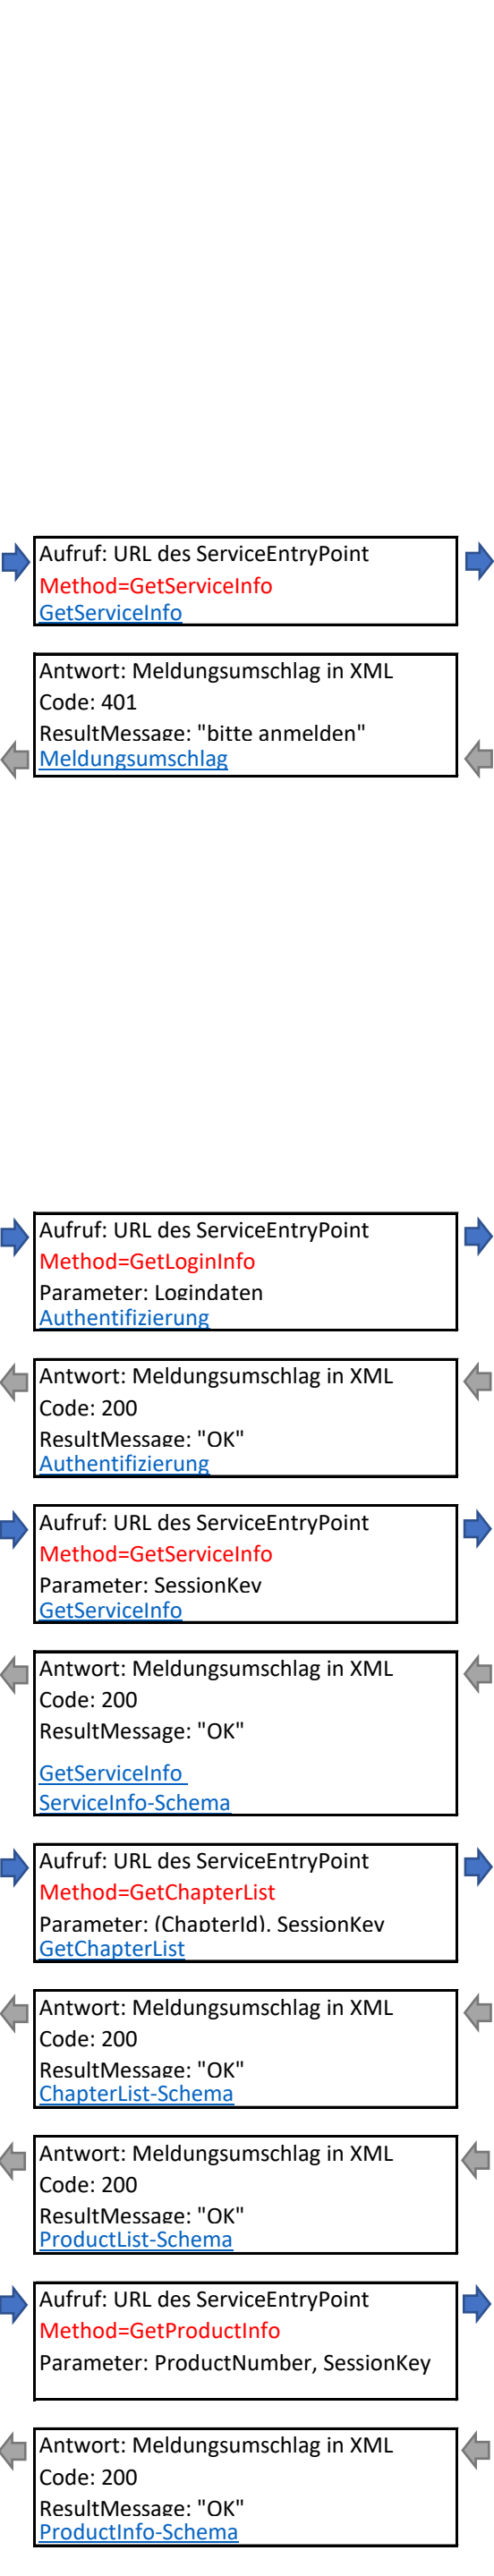 Aufruf: URL des ServiceEntryPoint
Method=GetServiceInfo
GetServiceInfo
Antwort: Meldungsumschlag in XML
Code: 401
ResultMessage: "bitte anmelden"
Meldungsumschlag
Aufruf: URL des ServiceEntryPoint
Method=GetLoginInfo
Parameter: Logindaten
Authentifizierung
Antwort: Meldungsumschlag in XML
Code: 200
ResultMessage: "OK"
Authentifizierung
Aufruf: URL des ServiceEntryPoint
Method=GetServiceInfo
Parameter: SessionKey
GetServiceInfo
Antwort: Meldungsumschlag in XML
Code: 200
ResultMessage: "OK"
GetServiceInfo
ServiceInfo-Schema
Aufruf: URL des ServiceEntryPoint
Method=GetChapterList
Parameter: (ChapterId), SessionKey
GetChapterList
Antwort: Meldungsumschlag in XML
Code: 200
ResultMessage: "OK"
ChapterList-Schema
Antwort: Meldungsumschlag in XML
Code: 200
ResultMessage: "OK"
ProductList-Schema
Aufruf: URL des ServiceEntryPoint
Method=GetProductInfo
Parameter: ProductNumber, SessionKey
Antwort: Meldungsumschlag in XML
Code: 200
ResultMessage: "OK"
ProductInfo-Schema